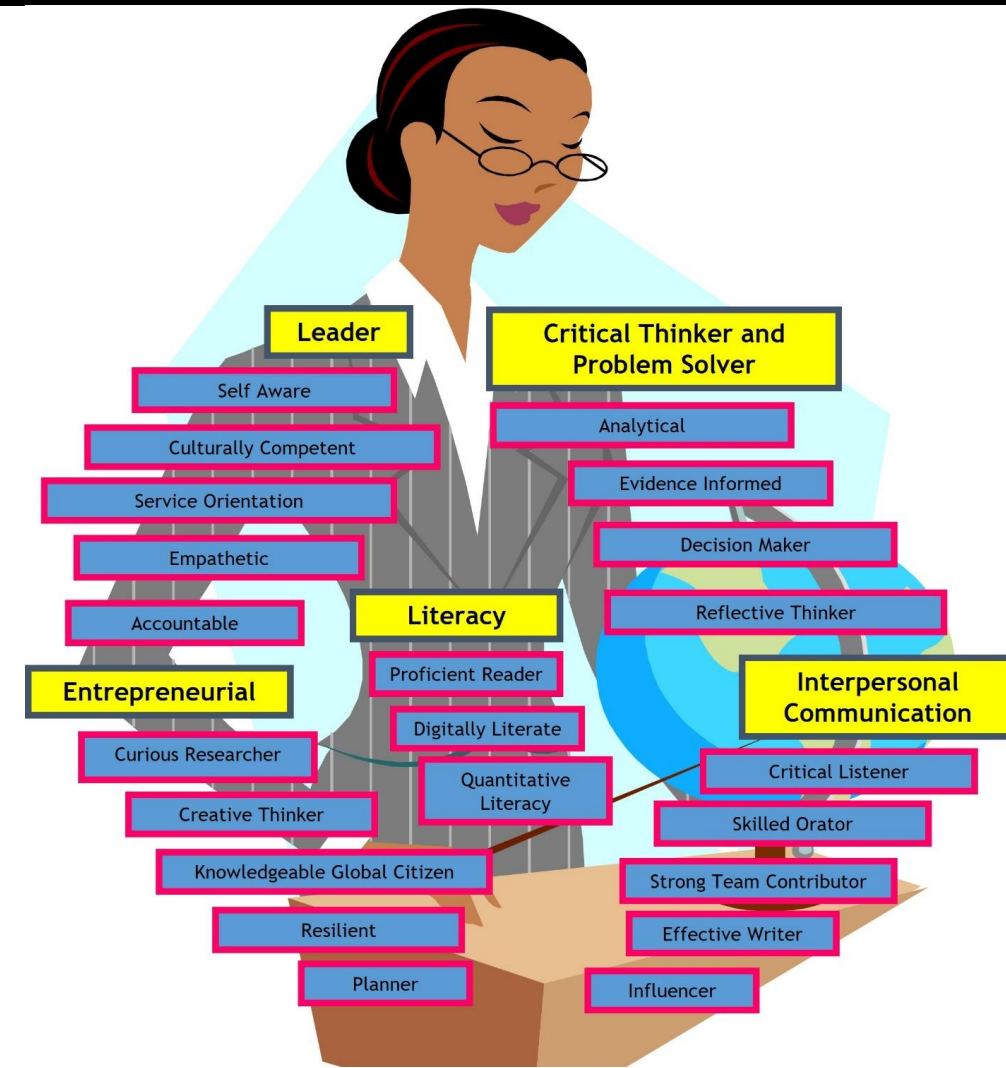 Leader
Self Aware
Culturally Competent
Service Orientation
Empathetic
Accountable
Critical Thinker and
Problem Solver
Analytical
Evidence Informed
Decision Maker
Reflective Thinker
Literacy
Proficient Reader
Digitally Literate
Quantitative
Literacy
Entrepreneurial
Curious Researcher
Creative Thinker
Knowledgeable Global Citizen
Resilient
Planner
Interpersonal
Communication
Critical Listener
Skilled Orator
Strong Team Contributor
Effective Writer
Influencer